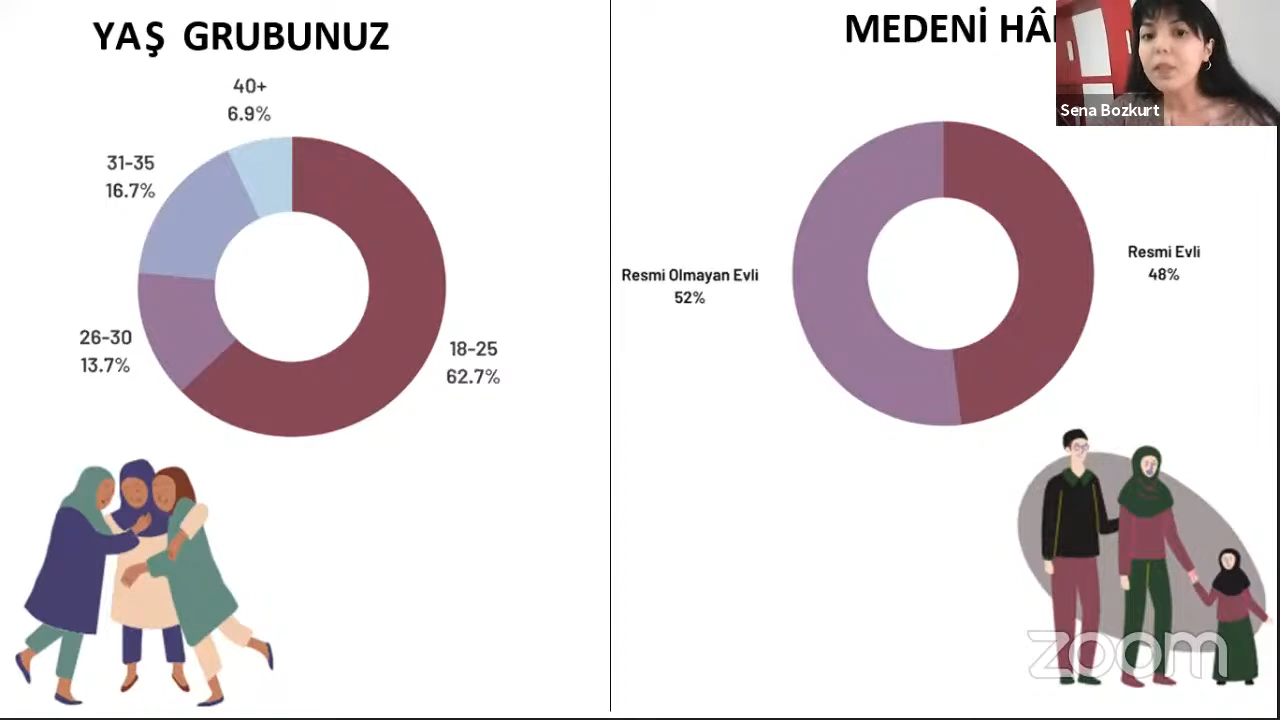 YAŞ GRUBUNUZ
40+
6.9%
31-35
16.7%
26-30
13.7%
18-25
62.7%
MEDENİ
Sena Bozkurt
Resmi Evli
48%
Resmi Olmayan Evli
52%
zoom